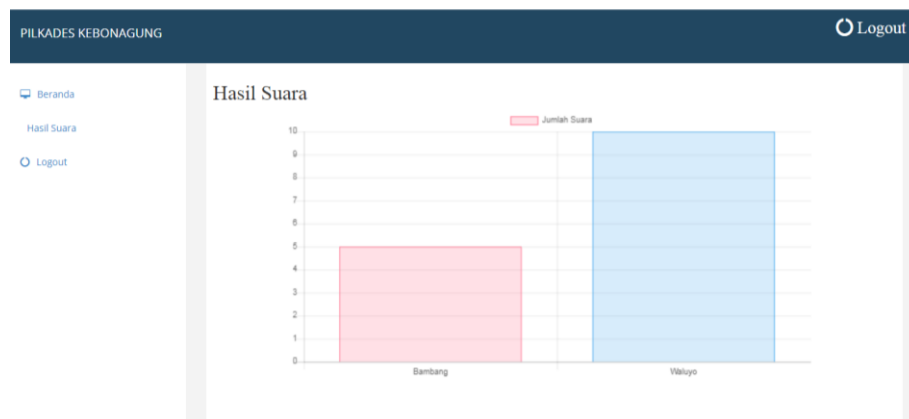 PILKADES KEBONAGUNG
Logout
Beranda
Hasil Suara
Logout
Hasil Suara
Jumlah Suara
10
9
8
7
6
5
4
3
2
1
0
Bambang
Waluyo